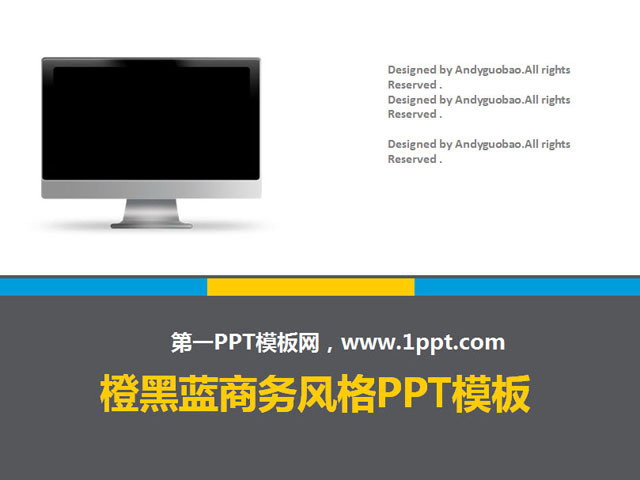 Designed by Andyguobao.All rights
Reserved .
Designed by Andyguobao.All rights
Reserved .
Designed by Andyguobao.All rights
Reserved .
第一PPT模板网，www.1ppt.com
橙黑蓝商务风格PPT模板